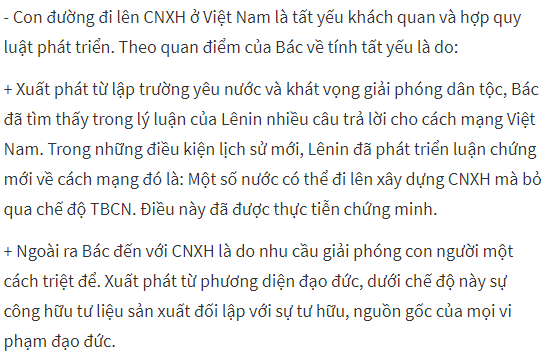 - Con đường đi lên CNXH ở Việt Nam là tất yếu khách quan và hợp quy
luật phát triển. Theo quan điểm của Bác về tính tất yếu là do:
+ Xuất phát từ lập trường yêu nước và khát vọng giải phóng dân tộc, Bác
đã tìm thấy trong lý luận của Lênin nhiều câu trả lời cho cách mạng Việt
Nam. Trong những điều kiện lịch sử mới, Lênin đã phát triển luận chứng
mới về cách mạng đó là: Một số nước có thể đi lên xây dựng CNXH mà bỏ
qua chế độ TBCN. Điều này đã được thực tiễn chứng minh.
+ Ngoài ra Bác đến với CNXH là do nhu cầu giải phóng con người một
cách triệt để. Xuất phát từ phương diện đạo đức, dưới chế độ này sự
công hữu tư liệu sản xuất đối lập với sự tư hữu, nguồn gốc của mọi vi
phạm đạo đức.